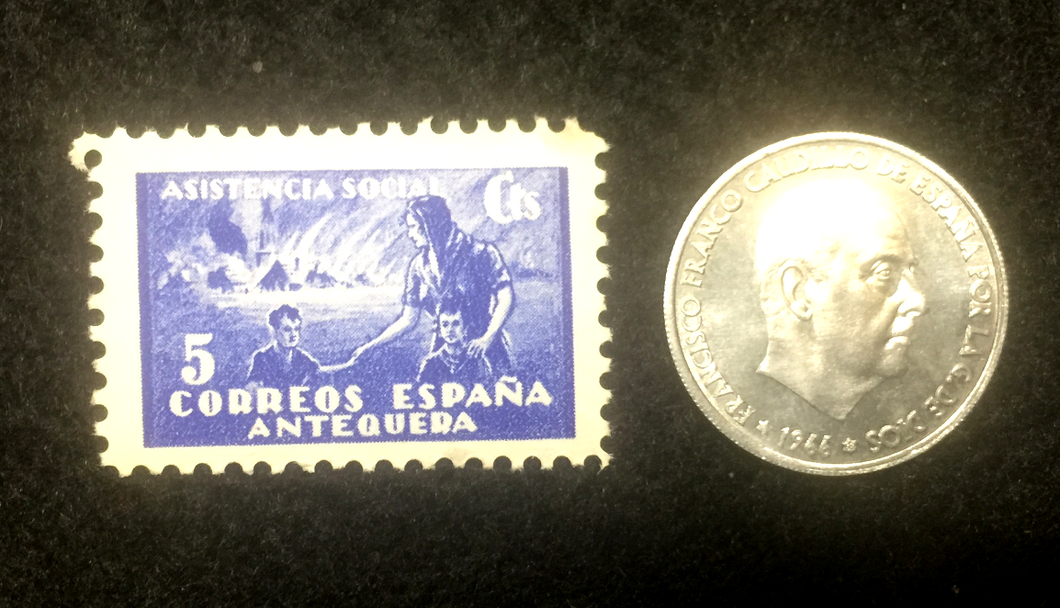 ASISTENCIA SOCIAL
Cts
5
CORREOS ESPAÑA
ANTEQUERA
FRANCISCO FRANCO CAUDILLO DE ESPAÑA POR LA G. DE DIOS
★ 1966 ★